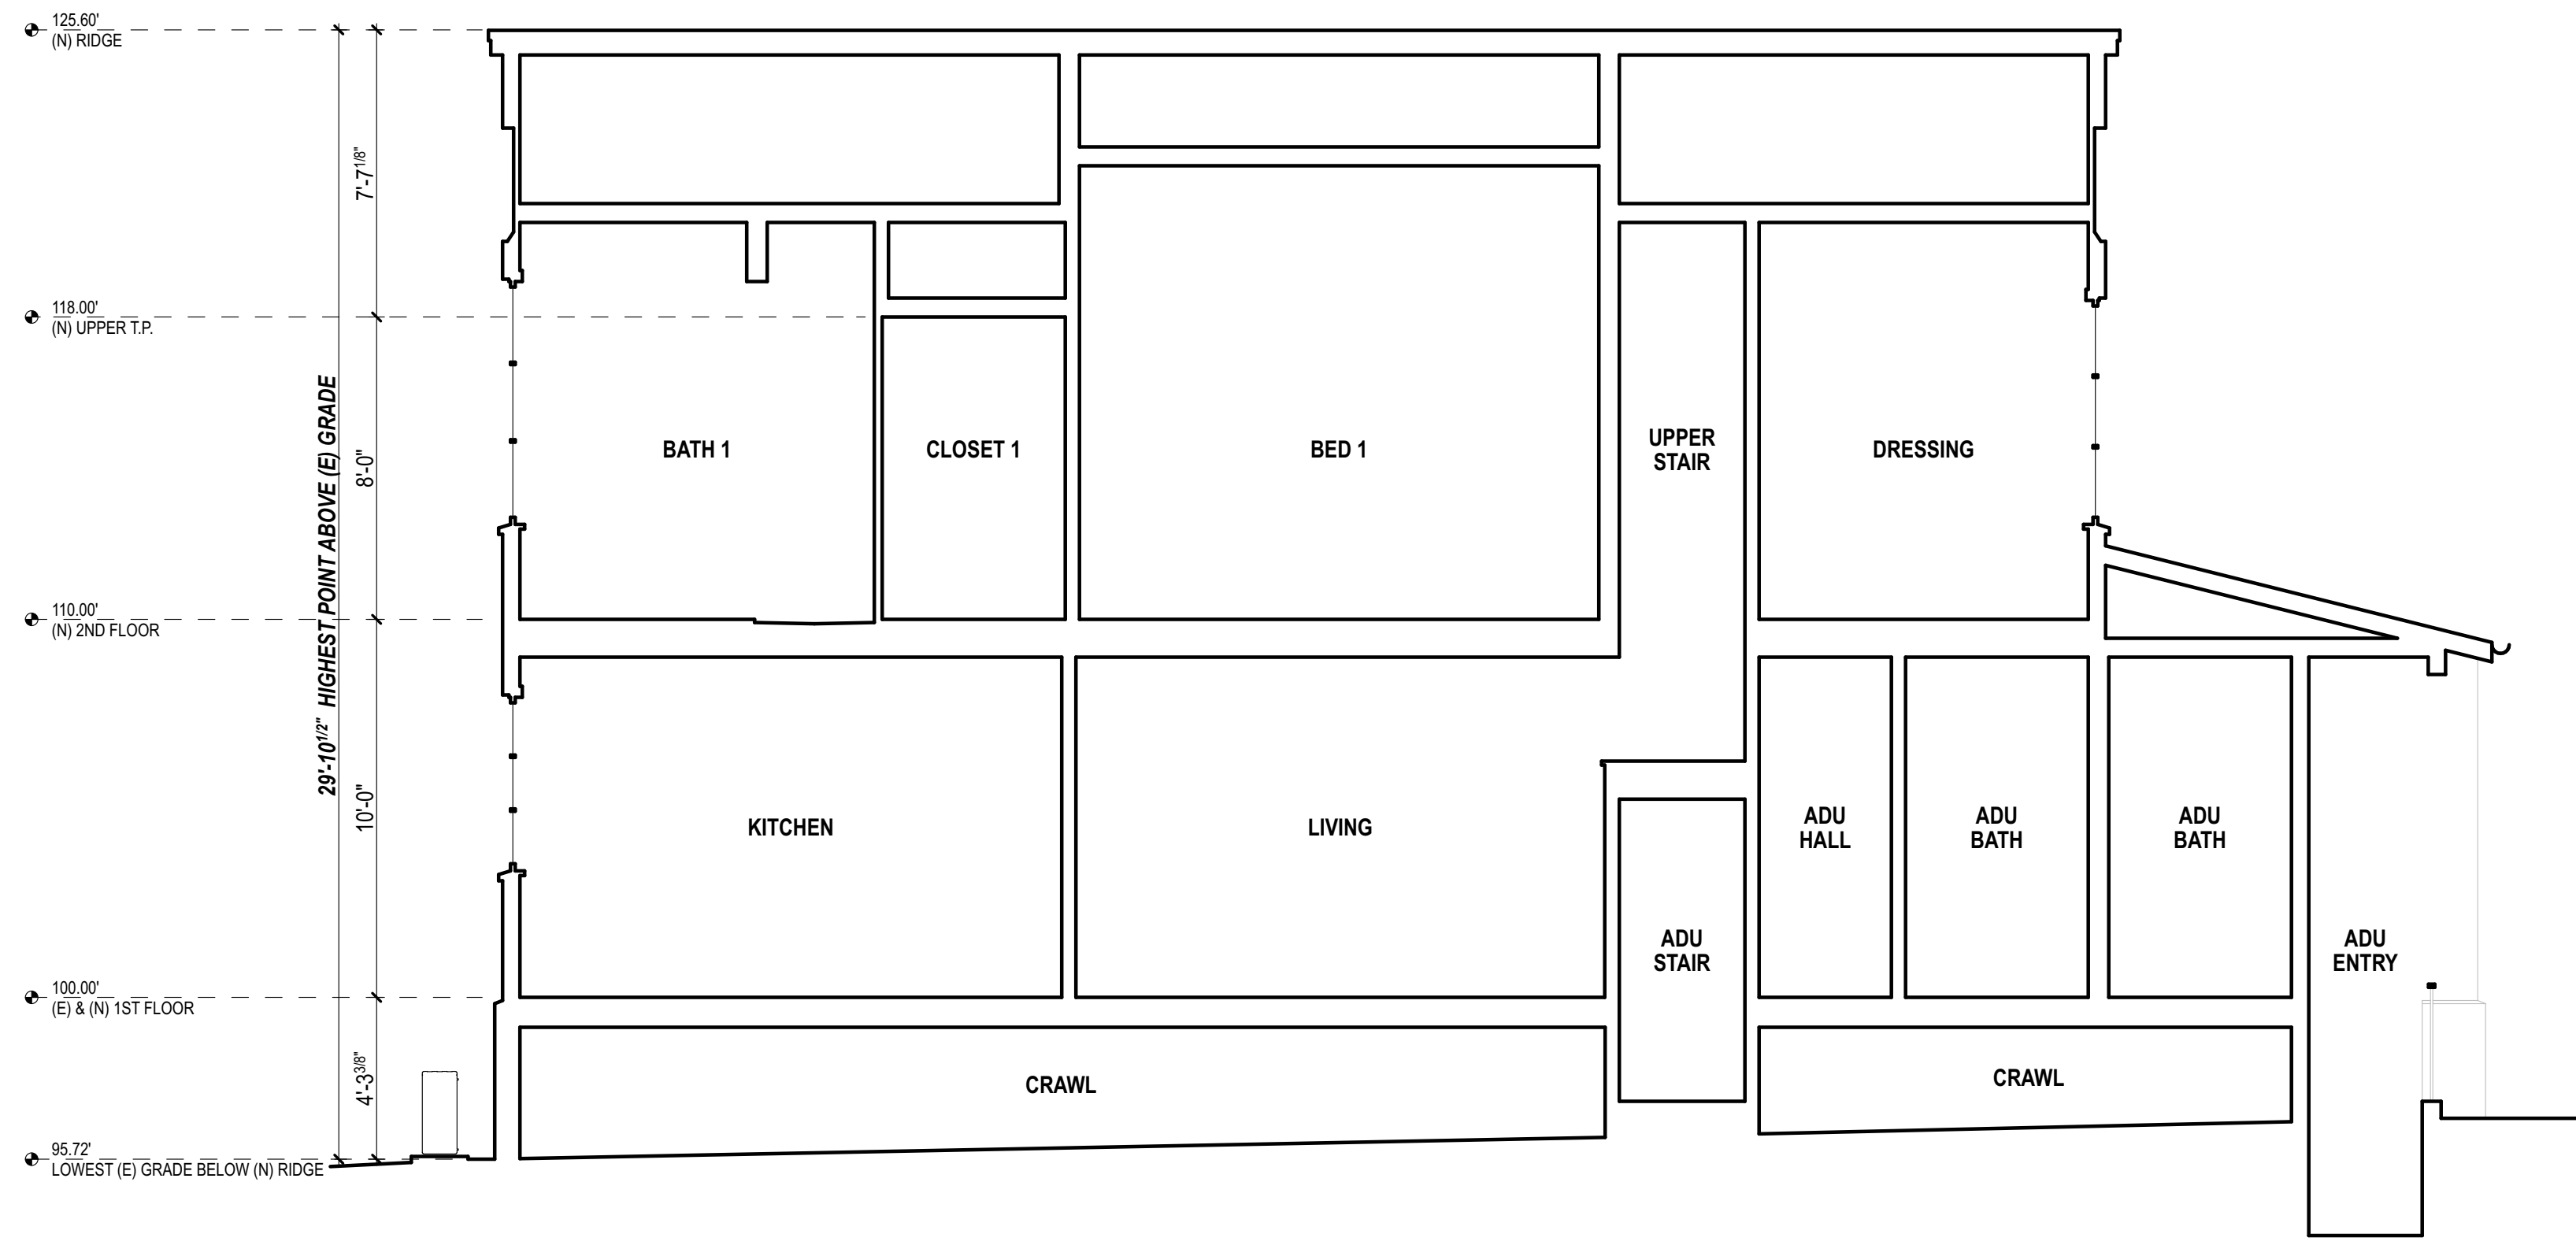 125.60'
(N) RIDGE
7'-7 1/8"
118.00'
(N) UPPER T.P.
29'-10 1/2" HIGHEST POINT ABOVE (E) GRADE
8'-0"
BATH 1
CLOSET 1
BED 1
UPPER
STAIR
DRESSING
110.00'
(N) 2ND FLOOR
10'-0"
KITCHEN
LIVING
ADU
HALL
ADU
BATH
ADU
BATH
ADU
STAIR
ADU
ENTRY
100.00'
(E) & (N) 1ST FLOOR
4'-3 3/8"
CRAWL
CRAWL
95.72'
LOWEST (E) GRADE BELOW (N) RIDGE